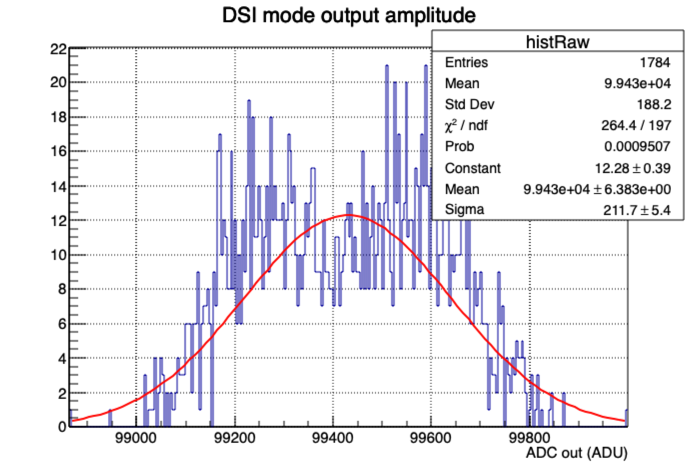 DSI mode output amplitude
histRaw
Entries 1784
Mean 9.943e+04
Std Dev 188.2
χ² / ndf 264.4 / 197
Prob 0.0009507
Constant 12.28 ± 0.39
Mean 9.943e+04 ± 6.383e+00
Sigma 211.7 ± 5.4
22
20
18
16
14
12
10
8
6
4
2
0
99000 99200 99400 99600 99800
ADC out (ADU)